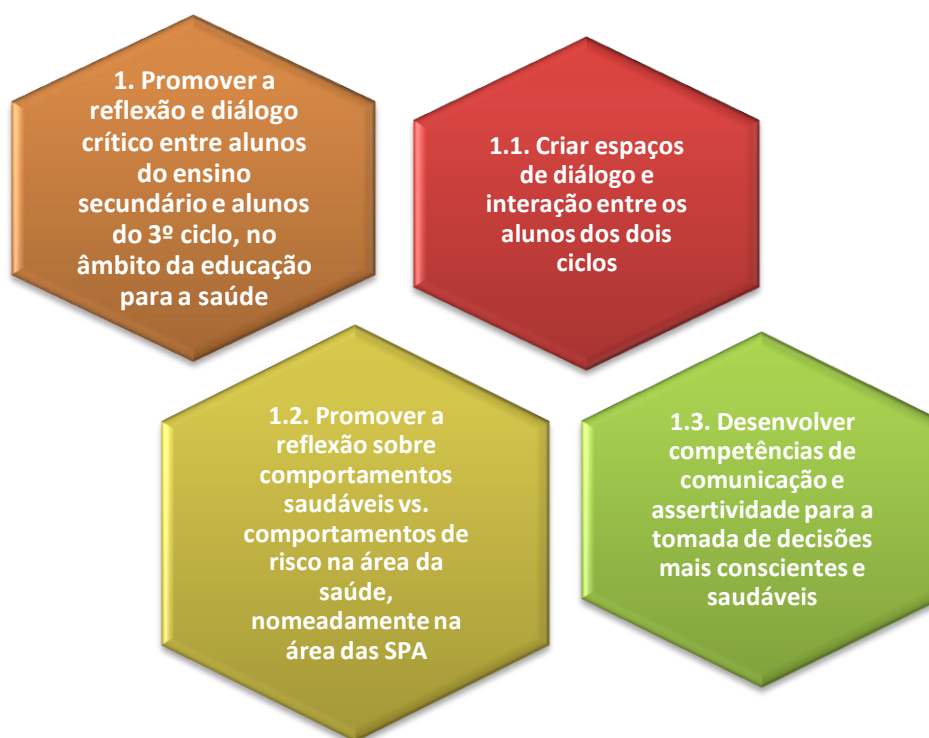 1. Promover a
reflexão e diálogo
crítico entre alunos
do ensino
secundário e alunos
do 3º ciclo, no
âmbito da educação
para a saúde
1.1. Criar espaços
de diálogo e
interação entre os
alunos dos dois
ciclos
1.2. Promover a
reflexão sobre
comportamentos
saudáveis vs.
comportamentos de
risco na área da
saúde,
nomeadamente na
área das SPA
1.3. Desenvolver
competências de
comunicação e
assertividade para a
tomada de decisões
mais conscientes e
saudáveis